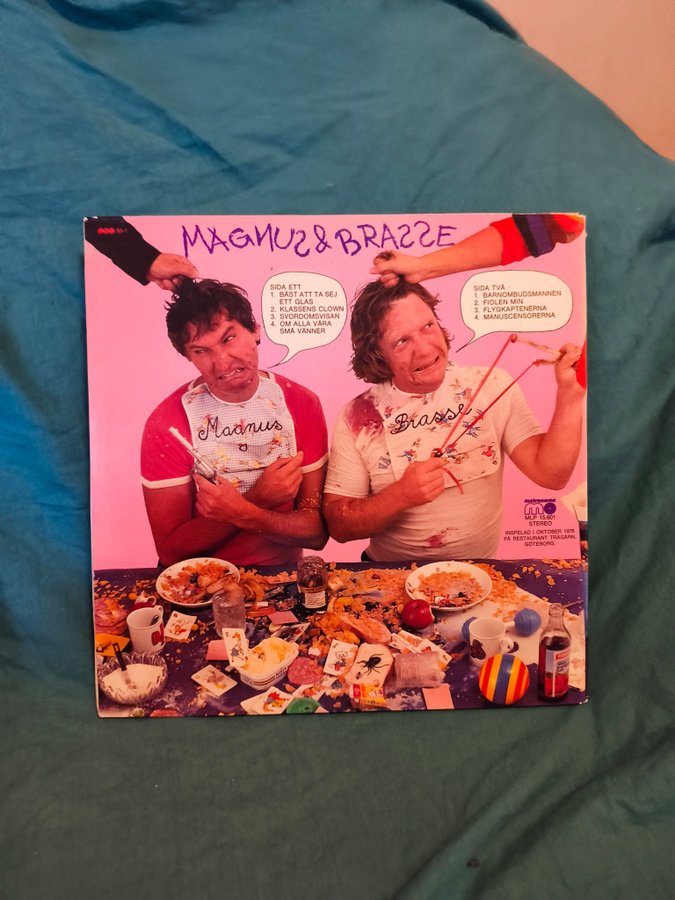 MAGNUS & BRASSE
SIDA ETT
1. BÄST ATT TA SEJ
ETT GLAS
2. KLASSENS CLOWN
3. SVORDOMSVISAN
4. OM ALLA VÅRA
SMÅ VÄNNER
SIDA TVÅ
1. BARNOMBUDSMANNEN
2. FIOLEN MIN
3. FLYGKAPTENERNA
4. MANUSCENSORERNA
Magnus
Brasse
metronome
MLP 15.601
STEREO
INSPELAD I OKTOBER 1976
PÅ RESTAURANT TRÄGÅRN,
GÖTEBORG.